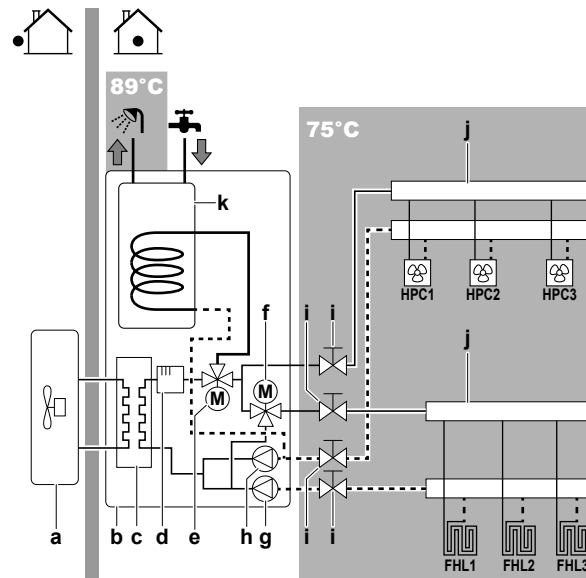 89°C
75°C
j
k
HPC1 HPC2 HPC3
f i i
j
M
M
a b c d e h g i i
FHL1 FHL2 FHL3